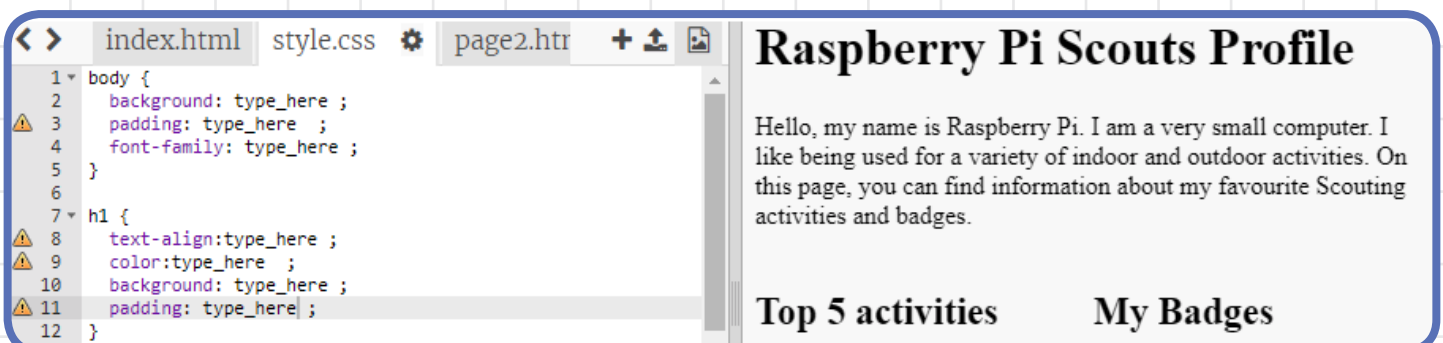 index.html style.css page2.htr
1 body {
2 background: type_here ;
3 padding: type_here  ;
4 font-family: type_here ;
5 }
6
7 h1 {
8 text-align:type_here ;
9 color:type_here  ;
10 background: type_here ;
11 padding: type_here ;
12 }
Raspberry Pi Scouts Profile
Hello, my name is Raspberry Pi. I am a very small computer. I
like being used for a variety of indoor and outdoor activities. On
this page, you can find information about my favourite Scouting
activities and badges.
Top 5 activities
My Badges